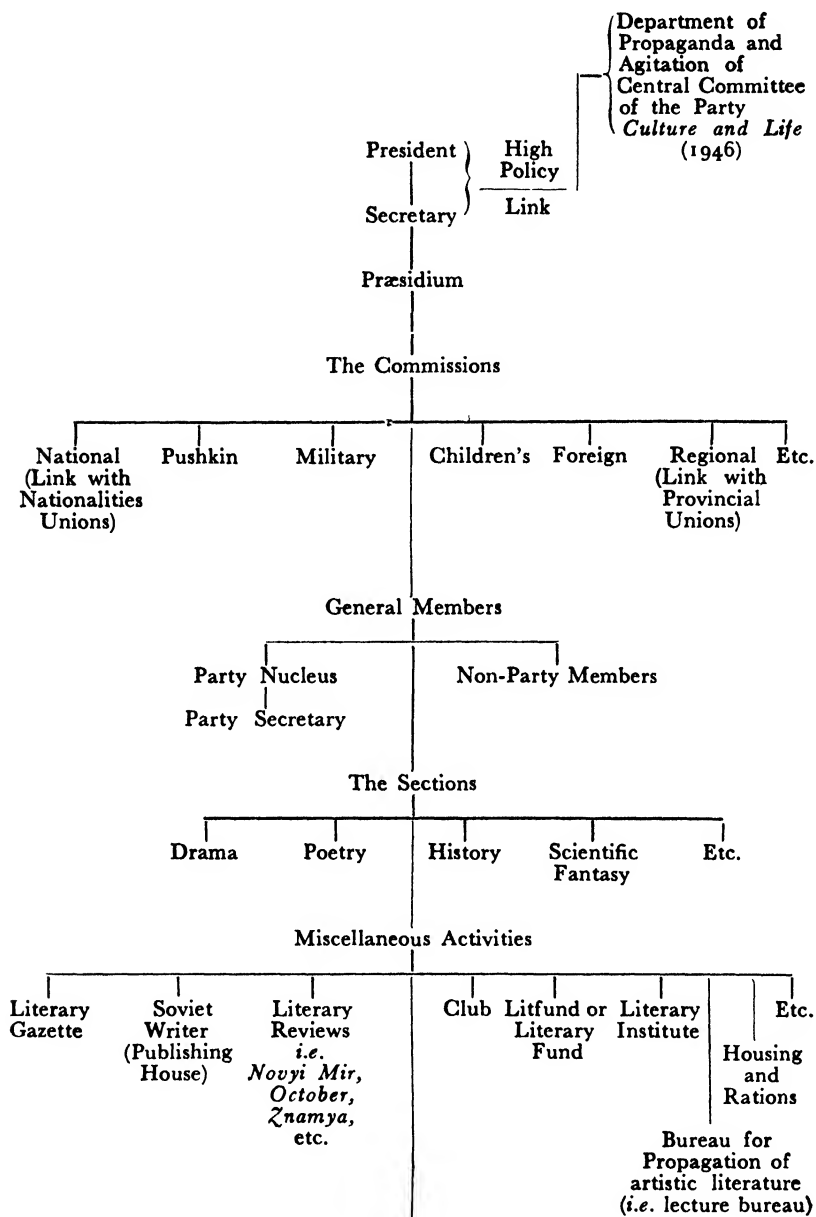 Department of
Propaganda and
Agitation of
Central Committee
of the Party
Culture and Life
(1946)
President
High
Policy
Link
Secretary
Præsidium
The Commissions
National
(Link with
Nationalities
Unions)
Pushkin
Military
Children's
Foreign
Regional
(Link with
Provincial
Unions)
Etc.
General Members
Party Nucleus
Non-Party Members
Party Secretary
The Sections
Drama
Poetry
History
Scientific
Fantasy
Etc.
Miscellaneous Activities
Literary
Gazette
Soviet
Writer
(Publishing
House)
Literary
Reviews
i.e.
Novyi Mir,
October,
Znamya,
etc.
Club
Litfund or
Literary
Fund
Literary
Institute
Bureau for
Propagation of
artistic literature
(i.e. lecture bureau)
Housing
and
Rations
Etc.